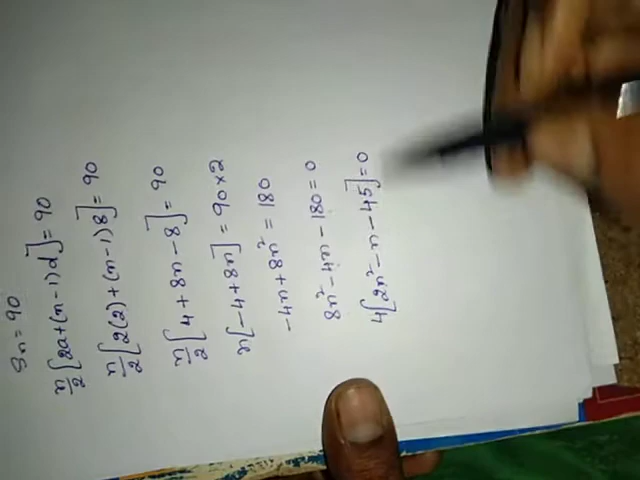 Sn = 90
n/2[2a+(n-1)d] = 90
n/2[2(2)+(n-1)8] = 90
n/2[4+8n-8] = 90
n[-4+8n] = 90×2
-4n+8n² = 180
8n²-4n-180=0
4[2n²-n-45]=0